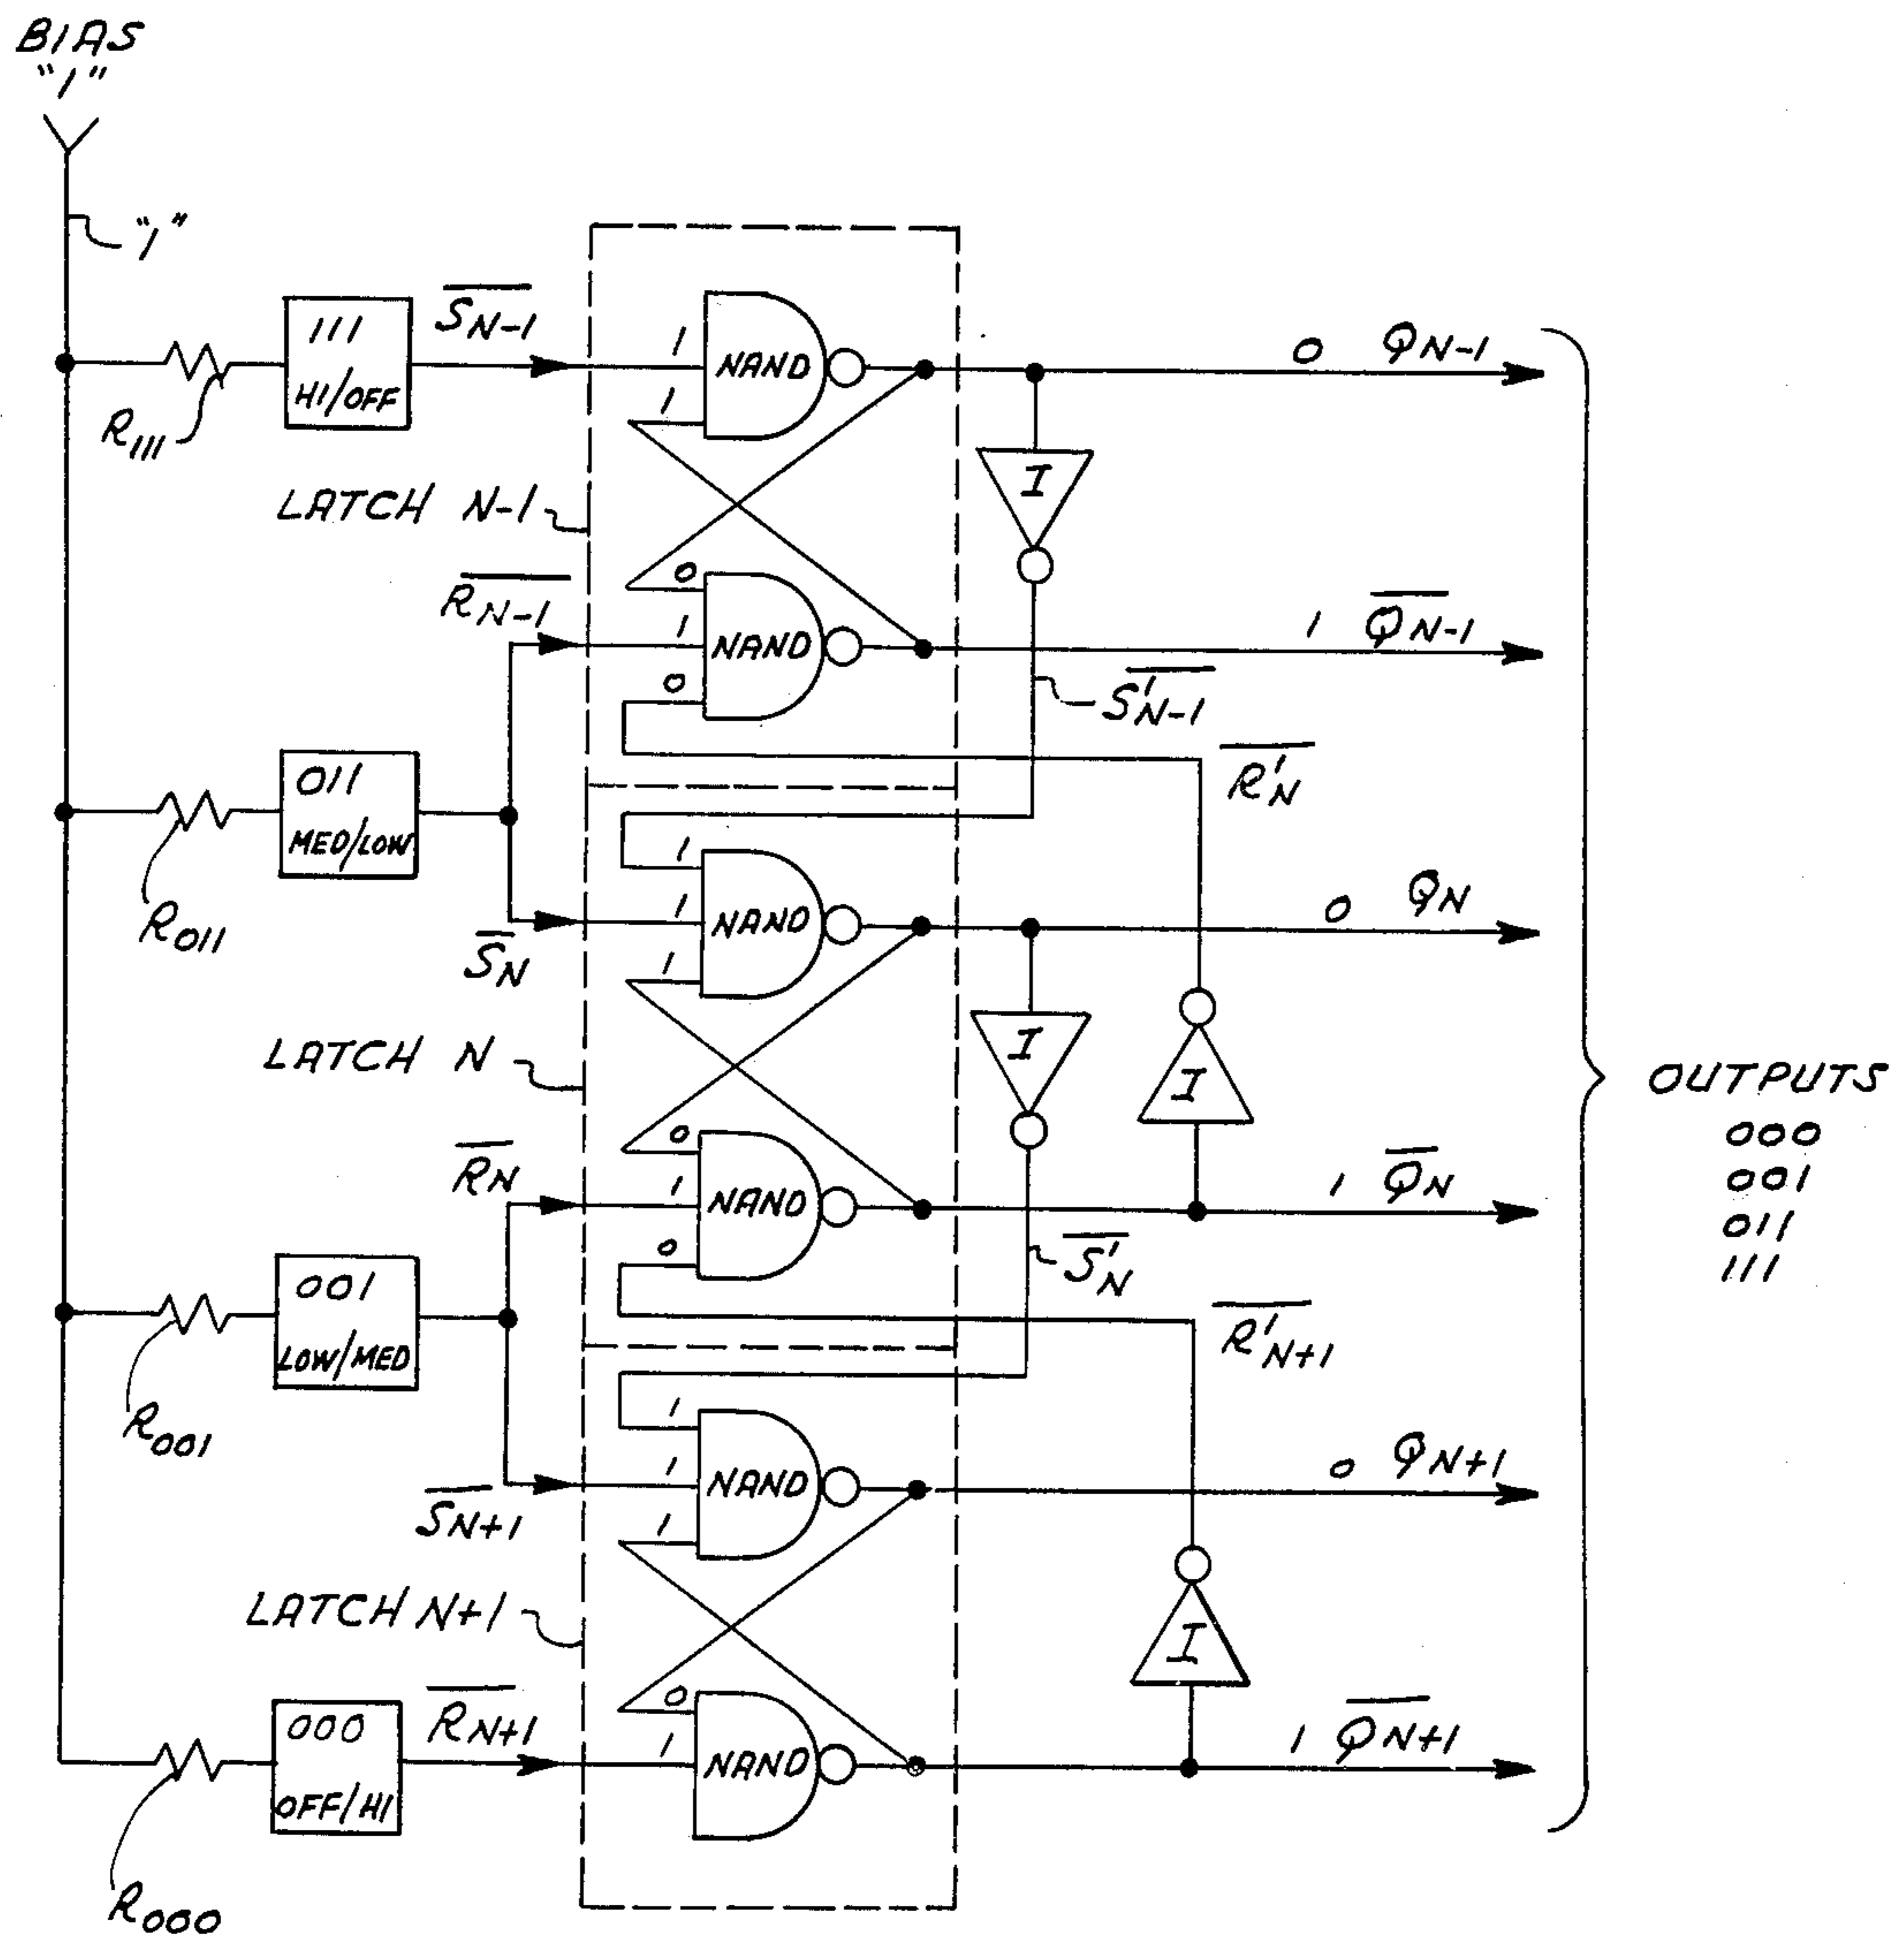 BIAS
"1"
"1"
111
HI/OFF
R111
S̅N̅-̅1̅
1
1
NAND
0 QN-1
I
LATCH N-1
R̅N̅-̅1̅
0
1
0
NAND
1 Q̅N̅-̅1̅
S̅'̅N̅-̅1̅
R̅'̅N̅
011
MED/LOW
R011
S̅N̅
1
1
1
NAND
0 QN
I
I
LATCH N
R̅N̅
0
1
0
NAND
1 Q̅N̅
S̅'̅N̅
R̅'̅N̅+̅1̅
OUTPUTS
000
001
011
111
001
LOW/MED
R001
S̅N̅+̅1̅
1
1
1
NAND
0 QN+1
I
LATCH N+1
000
OFF/HI
R000
R̅N̅+̅1̅
0
1
NAND
1 Q̅N̅+̅1̅